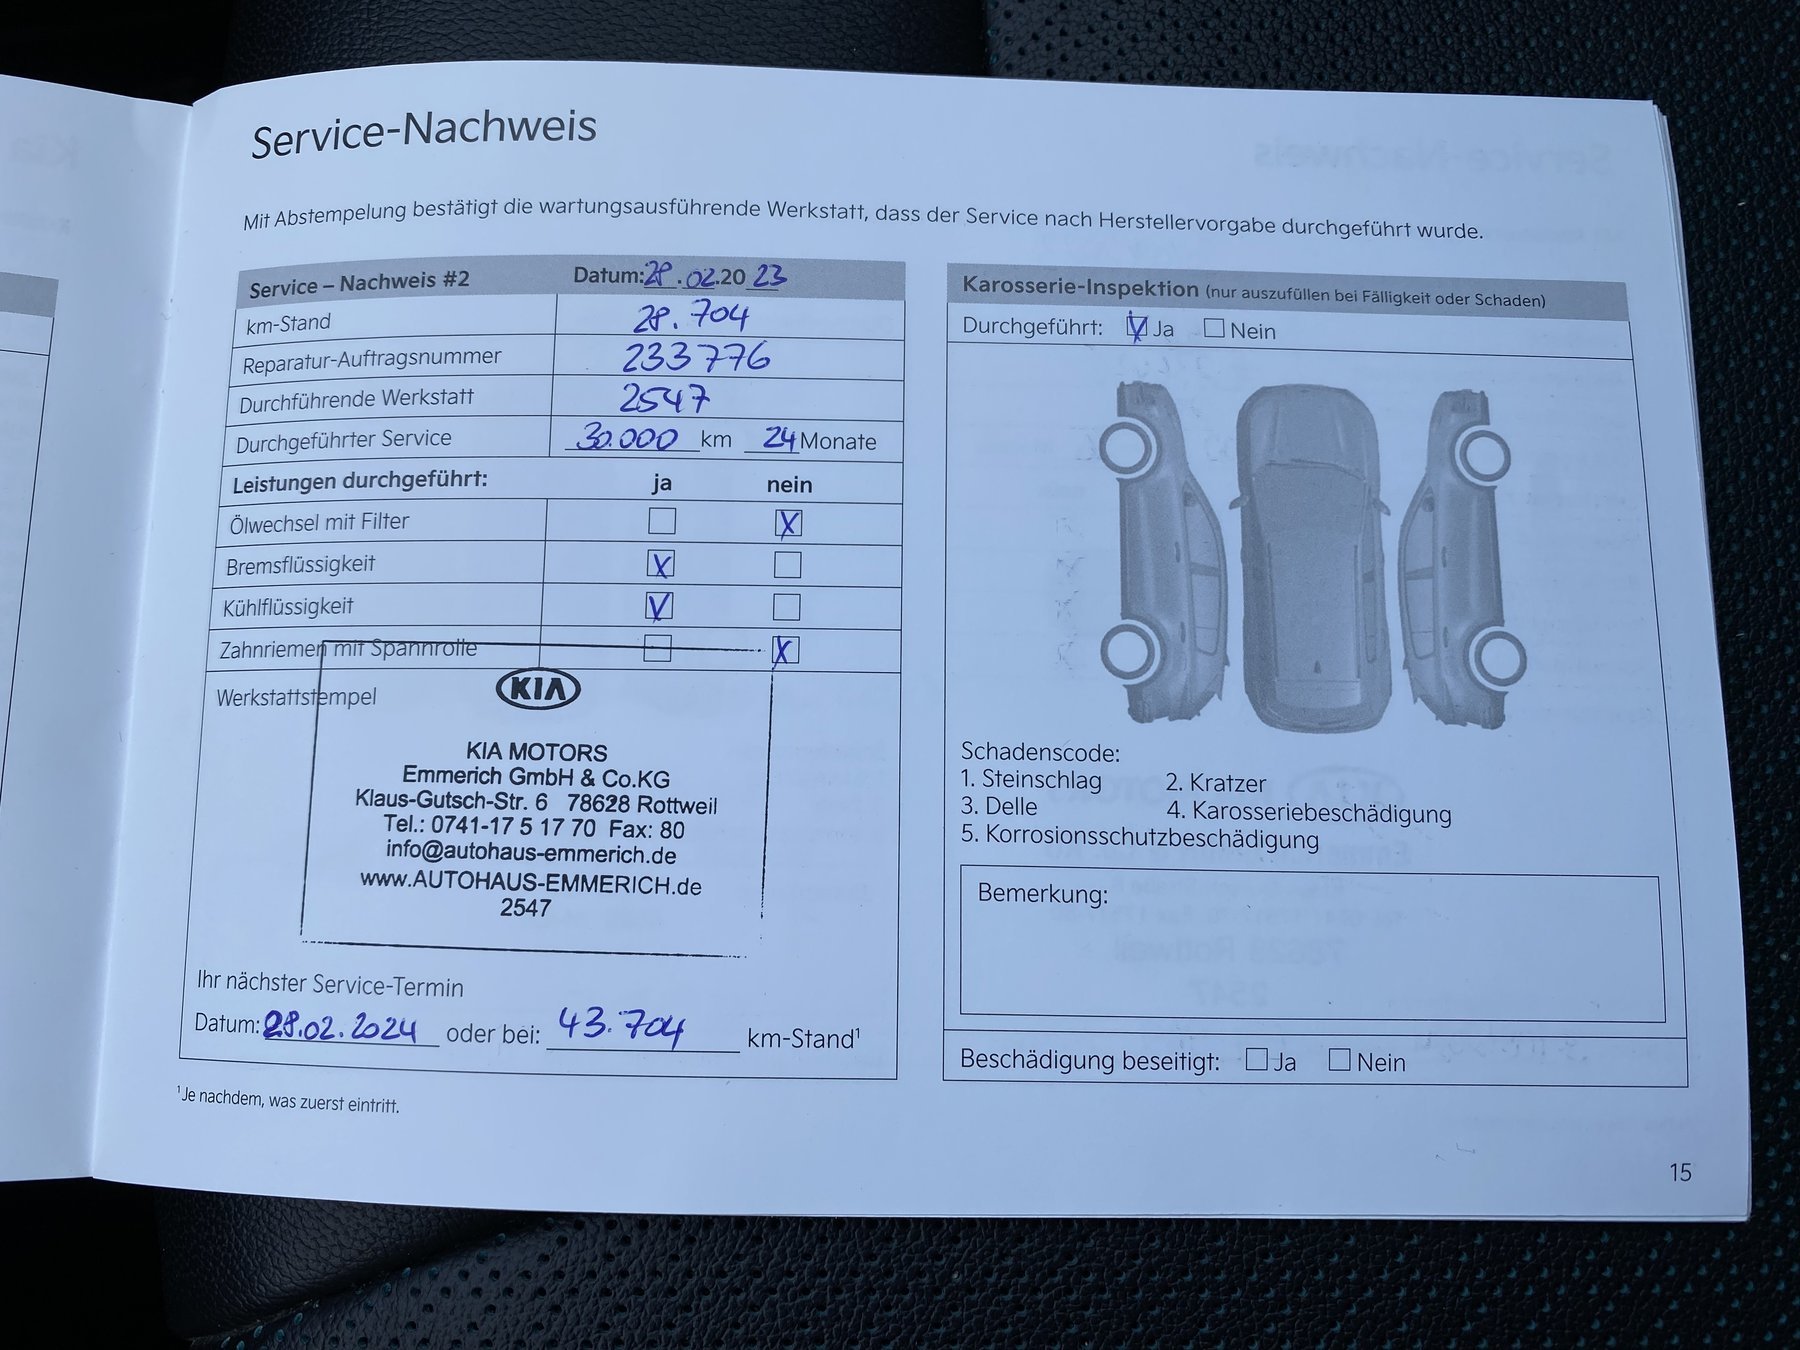 Service-Nachweis
Mit Abstempelung bestätigt die wartungsausführende Werkstatt, dass der Service nach Herstellervorgabe durchgeführt wurde.
Service – Nachweis #2 Datum: 28.02.2023
km-Stand 28.704
Reparatur-Auftragsnummer 233776
Durchführende Werkstatt 2547
Durchgeführter Service 30.000 km 24 Monate
Leistungen durchgeführt: ja nein
Ölwechsel mit Filter ☐ ☒
Bremsflüssigkeit ☒ ☐
Kühlflüssigkeit ☒ ☐
Zahnriemen mit Spannrolle ☐ ☒
Werkstattstempel
KIA
KIA MOTORS
Emmerich GmbH & Co.KG
Klaus-Gutsch-Str. 6 78628 Rottweil
Tel.: 0741-17 5 17 70 Fax: 80
info@autohaus-emmerich.de
www.AUTOHAUS-EMMERICH.de
2547
Ihr nächster Service-Termin
Datum: 28.02.2024 oder bei: 43.704 km-Stand¹
¹Je nachdem, was zuerst eintritt.
Karosserie-Inspektion (nur auszufüllen bei Fälligkeit oder Schaden)
Durchgeführt: ☒ Ja ☐ Nein
Schadenscode:
1. Steinschlag 2. Kratzer
3. Delle 4. Karosseriebeschädigung
5. Korrosionsschutzbeschädigung
Bemerkung:
Beschädigung beseitigt: ☐ Ja ☐ Nein
15